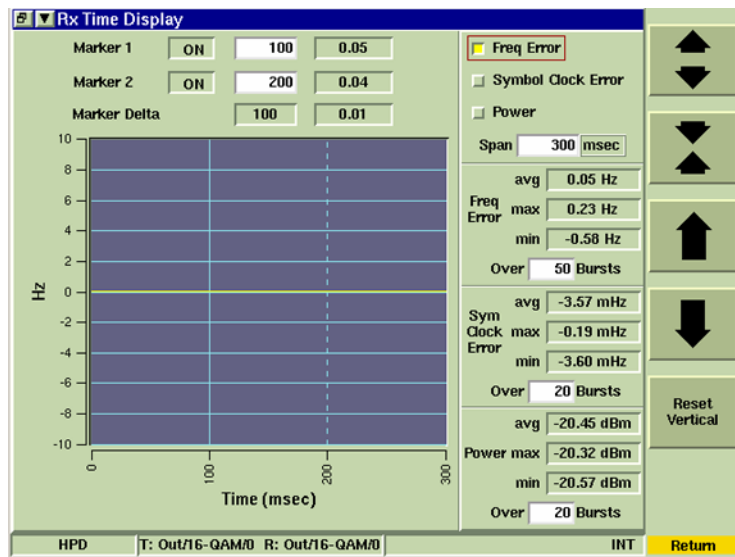 Rx Time Display
Marker 1 ON 100 0.05
Marker 2 ON 200 0.04
Marker Delta 100 0.01
10
8
6
4
2
0
-2
-4
-6
-8
-10
Hz
0 100 200 300
Time (msec)
Freq Error
Symbol Clock Error
Power
Span 300 msec
Freq Error
avg 0.05 Hz
max 0.23 Hz
min -0.58 Hz
Over 50 Bursts
Sym Clock Error
avg -3.57 mHz
max -0.19 mHz
min -3.60 mHz
Over 20 Bursts
avg -20.45 dBm
Power max -20.32 dBm
min -20.57 dBm
Over 20 Bursts
Reset
Vertical
HPD T: Out/16-QAM/0 R: Out/16-QAM/0 INT Return